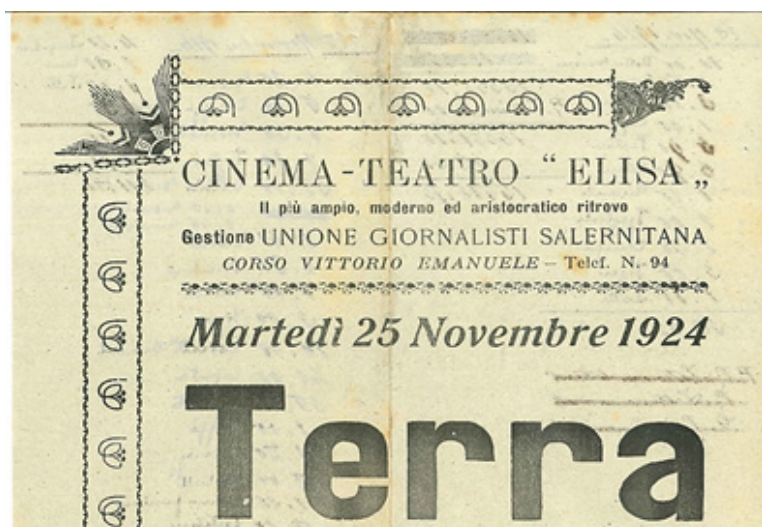 CINEMA - TEATRO “ ELISA „
Il più ampio, moderno ed aristocratico ritrovo
Gestione UNIONE GIORNALISTI SALERNITANA
CORSO VITTORIO EMANUELE – Telef. N. 94
Martedì 25 Novembre 1924
Terra